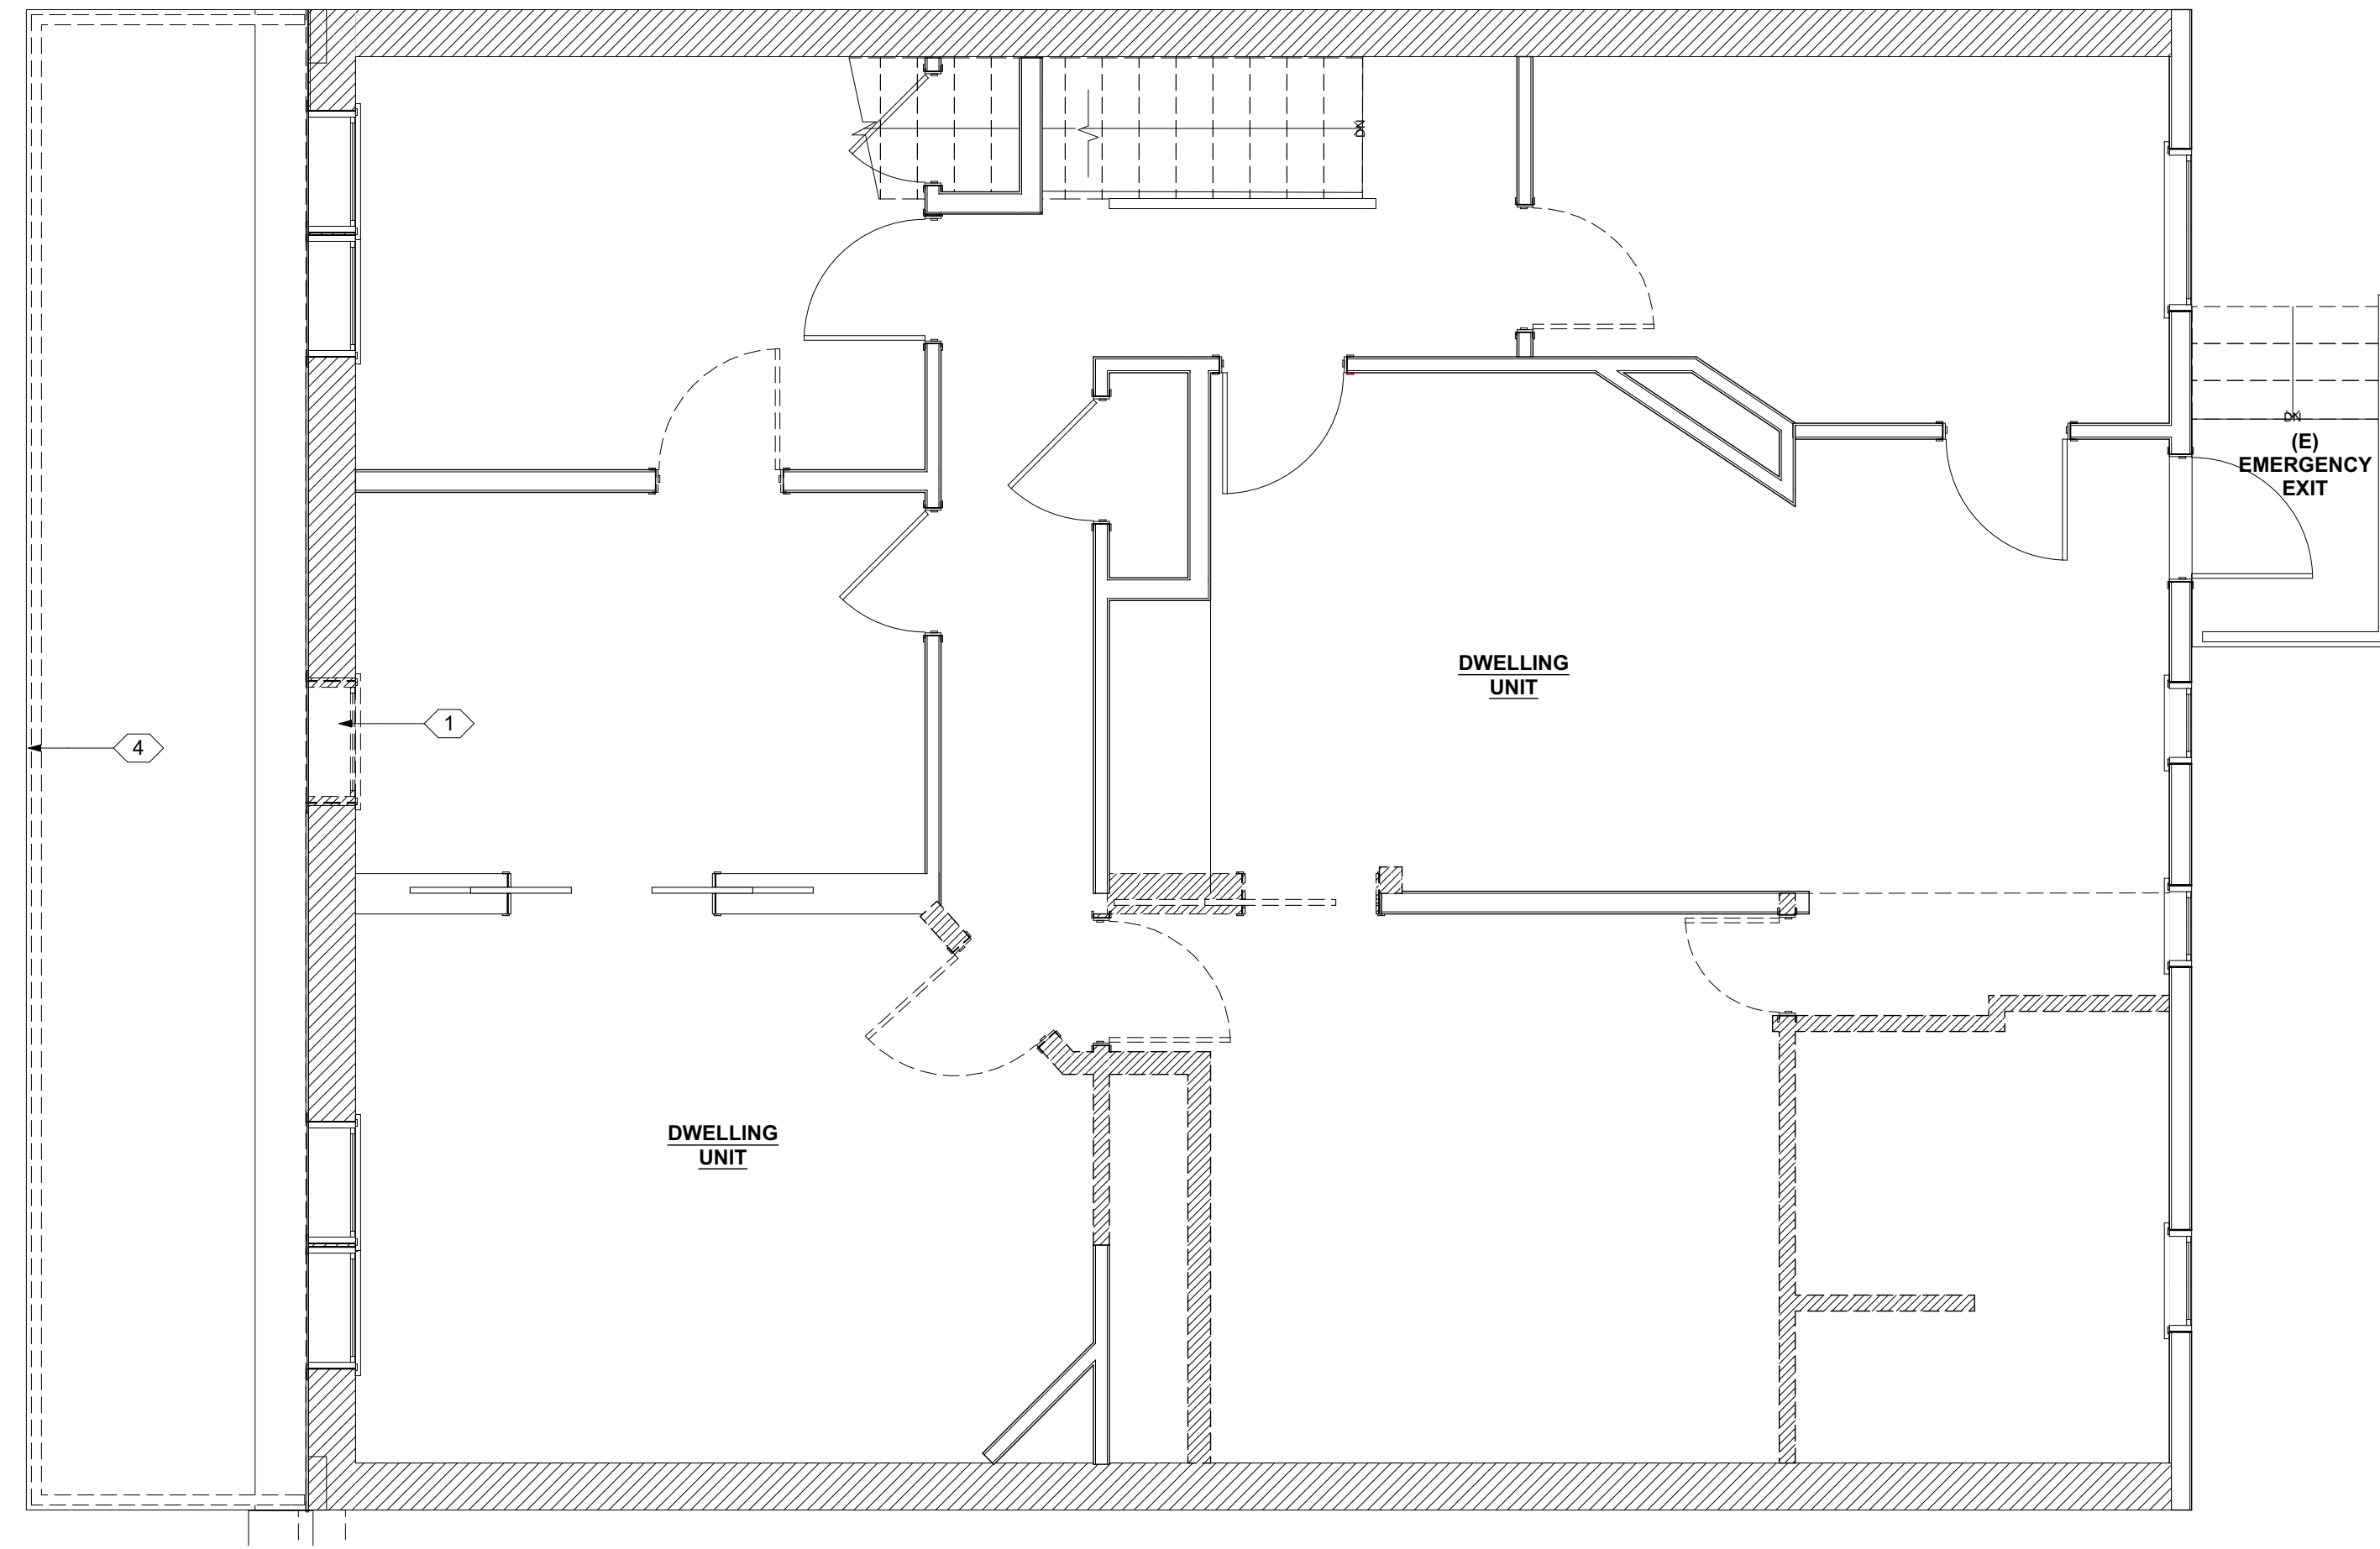 DN
DN
(E)
EMERGENCY
EXIT
DWELLING
UNIT
1
4
DWELLING
UNIT